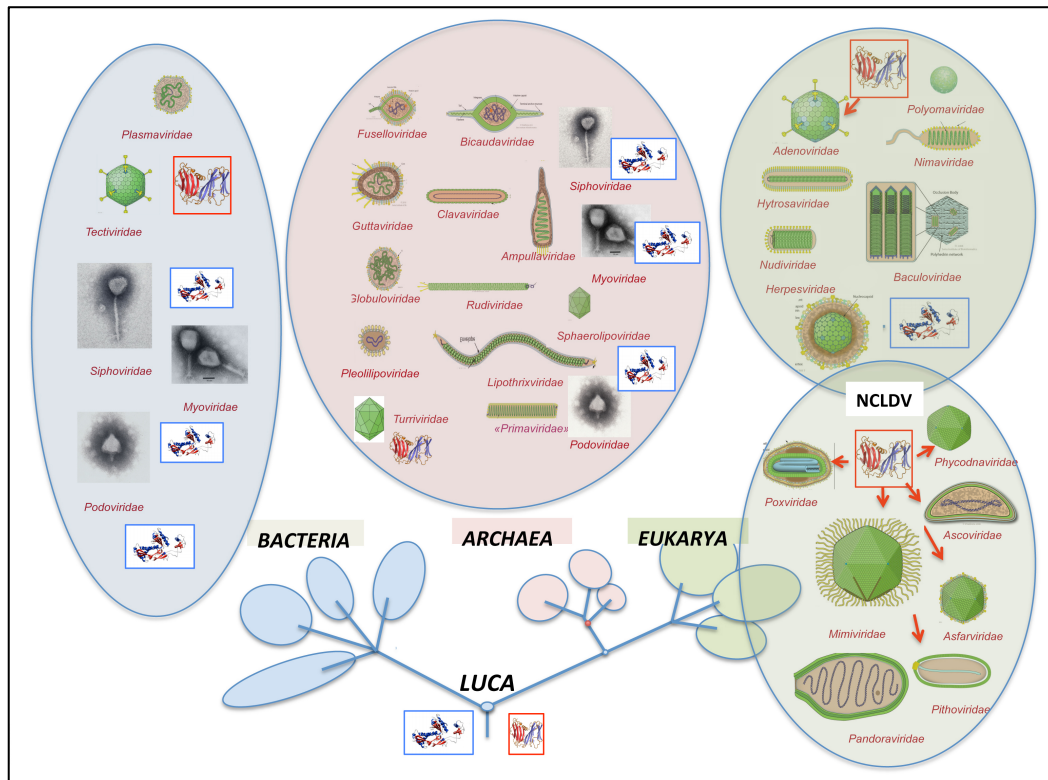 Plasmaviridae
Tectiviridae
Siphoviridae
Myoviridae
Podoviridae
Fuselloviridae
Bicaudaviridae
Siphoviridae
Guttaviridae
Clavaviridae
Ampullaviridae
Myoviridae
Globuloviridae
Rudiviridae
Sphaerolipoviridae
Pleolilipoviridae
Lipothrixviridae
Turriviridae
«Primaviridae»
Podoviridae
Adenoviridae
Polyomaviridae
Nimaviridae
Hytrosaviridae
Nudiviridae
Baculoviridae
Herpesviridae
NCLDV
Poxviridae
Phycodnaviridae
Ascoviridae
Mimiviridae
Asfarviridae
Pithoviridae
Pandoraviridae
BACTERIA
ARCHAEA
EUKARYA
LUCA